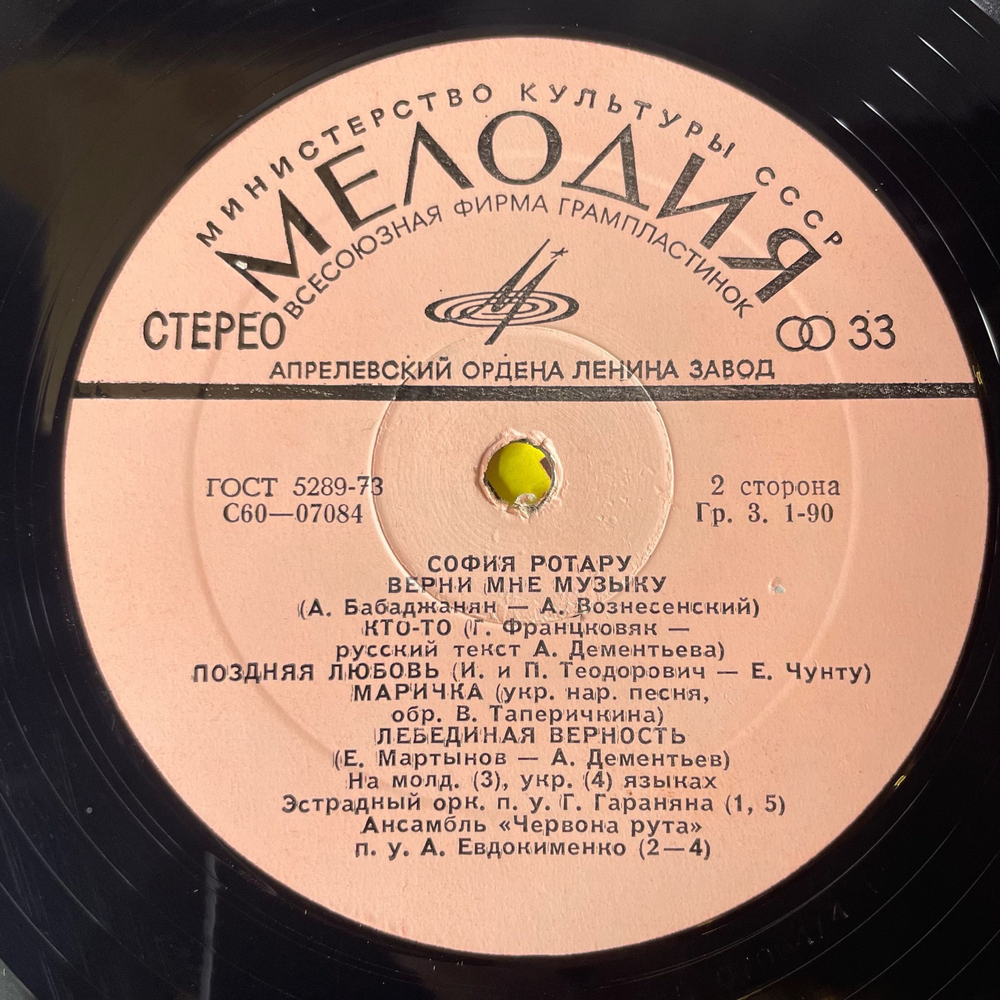 МИНИСТЕРСТВО КУЛЬТУРЫ СССР
МЕЛОДИЯ
ВСЕСОЮЗНАЯ ФИРМА ГРАМПЛАСТИНОК
СТЕРЕО
33
АПРЕЛЕВСКИЙ ОРДЕНА ЛЕНИНА ЗАВОД
ГОСТ 5289-73
С60—07084
2 сторона
Гр. 3. 1-90
СОФИЯ РОТАРУ
ВЕРНИ МНЕ МУЗЫКУ
(А. Бабаджанян — А. Вознесенский)
КТО-ТО (Г. Францковяк —
русский текст А. Дементьева)
ПОЗДНЯЯ ЛЮБОВЬ (И. и П. Теодорович — Е. Чунту)
МАРИЧКА (укр. нар. песня,
обр. В. Таперичкина)
ЛЕБЕДИНАЯ ВЕРНОСТЬ
(Е. Мартынов — А. Дементьев)
На молд. (3), укр. (4) языках
Эстрадный орк. п. у. Г. Гараняна (1, 5)
Ансамбль «Червона рута»
п. у. А. Евдокименко (2—4)